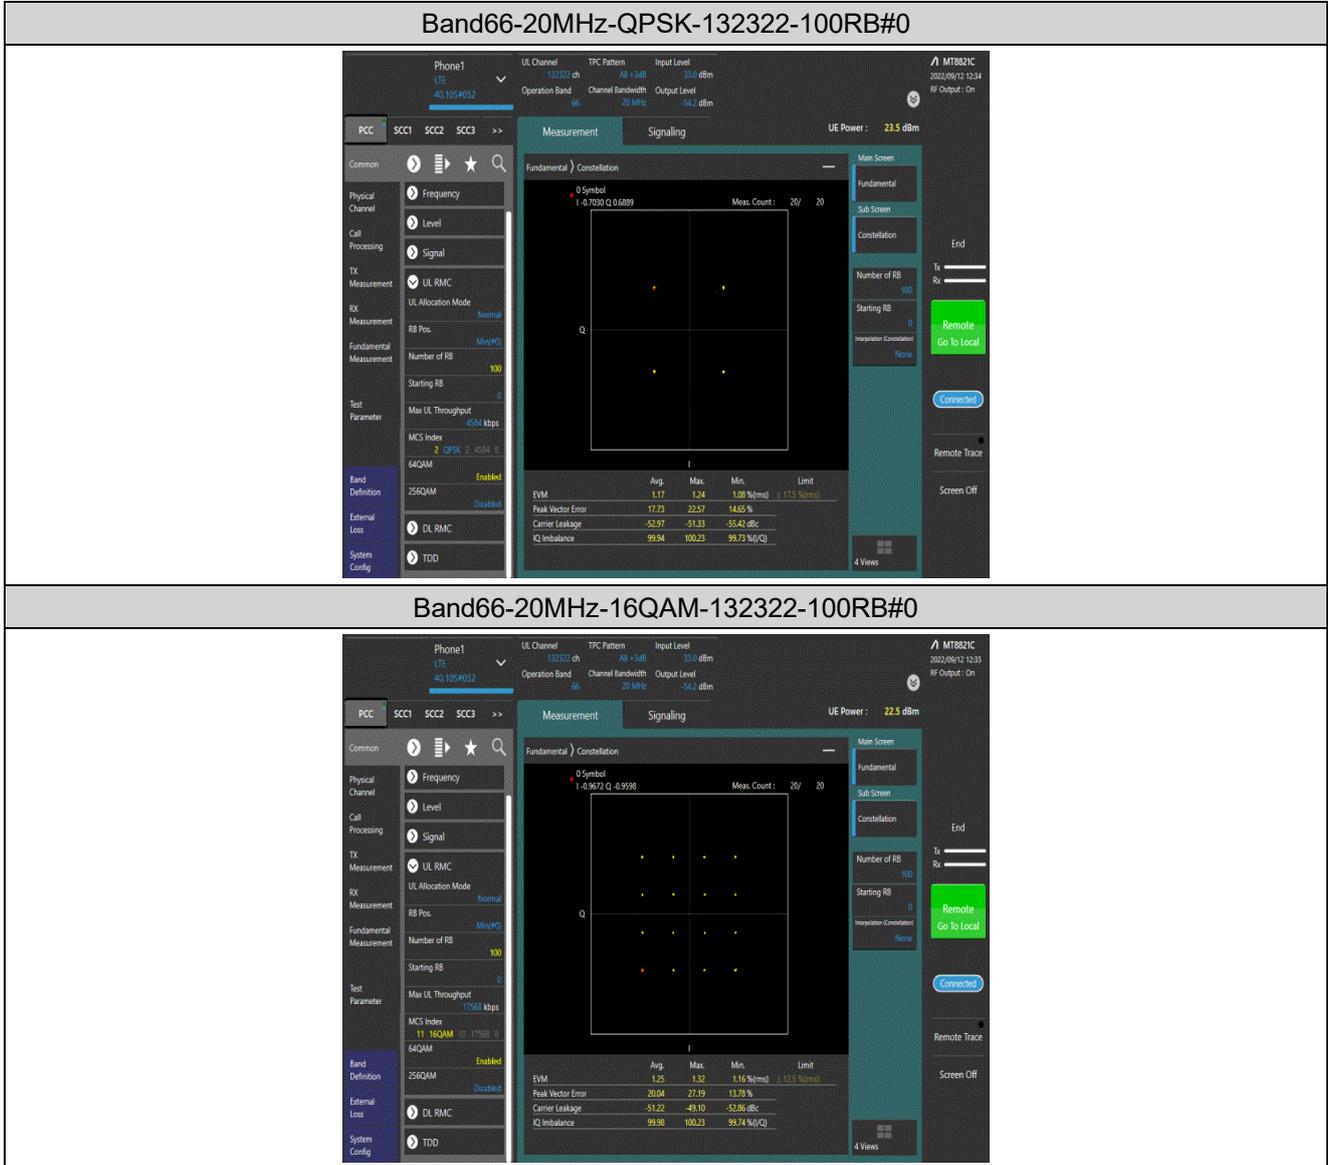 Band66-20MHz-QPSK-132322-100RB#0
Phone1
LTE
40.10S#052
UL Channel TPC Pattern Input Level
132322 ch All +3dB 33.0 dBm
Operation Band Channel Bandwidth Output Level
66 20 MHz -54.2 dBm
MT8821C
2022/09/12 12:34
RF Output : On
PCC SCC1 SCC2 SCC3 >>
Measurement Signaling
UE Power : 23.5 dBm
Common
Physical
Channel
Call
Processing
TX
Measurement
RX
Measurement
Fundamental
Measurement
Test
Parameter
Band
Definition
External
Loss
System
Config
Frequency
Level
Signal
UL RMC
UL Allocation Mode
Normal
RB Pos.
Min(#0)
Number of RB
100
Starting RB
0
Max UL Throughput
4584 kbps
MCS Index
2 QPSK 2 4584 8
64QAM
Enabled
256QAM
Disabled
DL RMC
TDD
Fundamental Constellation
0 Symbol
I -0.7030 Q 0.6889
Meas. Count : 20/ 20
Q
I
Avg. Max. Min. Limit
EVM 1.17 1.24 1.08 %(rms) ≤ 17.5 %(rms)
Peak Vector Error 17.73 22.57 14.65 %
Carrier Leakage -52.97 -51.33 -55.42 dBc
IQ Imbalance 99.94 100.23 99.73 %(I/Q)
Main Screen
Fundamental
Sub Screen
Constellation
Number of RB
100
Starting RB
0
Interpolation (Constellation)
None
4 Views
End
Tx
Rx
Remote
Go To Local
Connected
Remote Trace
Screen Off
Band66-20MHz-16QAM-132322-100RB#0
Phone1
LTE
40.10S#052
UL Channel TPC Pattern Input Level
132322 ch All +3dB 33.0 dBm
Operation Band Channel Bandwidth Output Level
66 20 MHz -54.2 dBm
MT8821C
2022/09/12 12:35
RF Output : On
PCC SCC1 SCC2 SCC3 >>
Measurement Signaling
UE Power : 22.5 dBm
Common
Physical
Channel
Call
Processing
TX
Measurement
RX
Measurement
Fundamental
Measurement
Test
Parameter
Band
Definition
External
Loss
System
Config
Frequency
Level
Signal
UL RMC
UL Allocation Mode
Normal
RB Pos.
Min(#0)
Number of RB
100
Starting RB
0
Max UL Throughput
17568 kbps
MCS Index
11 16QAM 10 17568 8
64QAM
Enabled
256QAM
Disabled
DL RMC
TDD
Fundamental Constellation
0 Symbol
I -0.9672 Q -0.9598
Meas. Count : 20/ 20
Q
I
Avg. Max. Min. Limit
EVM 1.25 1.32 1.16 %(rms) ≤ 12.5 %(rms)
Peak Vector Error 20.04 27.19 13.78 %
Carrier Leakage -51.22 -49.10 -52.86 dBc
IQ Imbalance 99.98 100.23 99.74 %(I/Q)
Main Screen
Fundamental
Sub Screen
Constellation
Number of RB
100
Starting RB
0
Interpolation (Constellation)
None
4 Views
End
Tx
Rx
Remote
Go To Local
Connected
Remote Trace
Screen Off